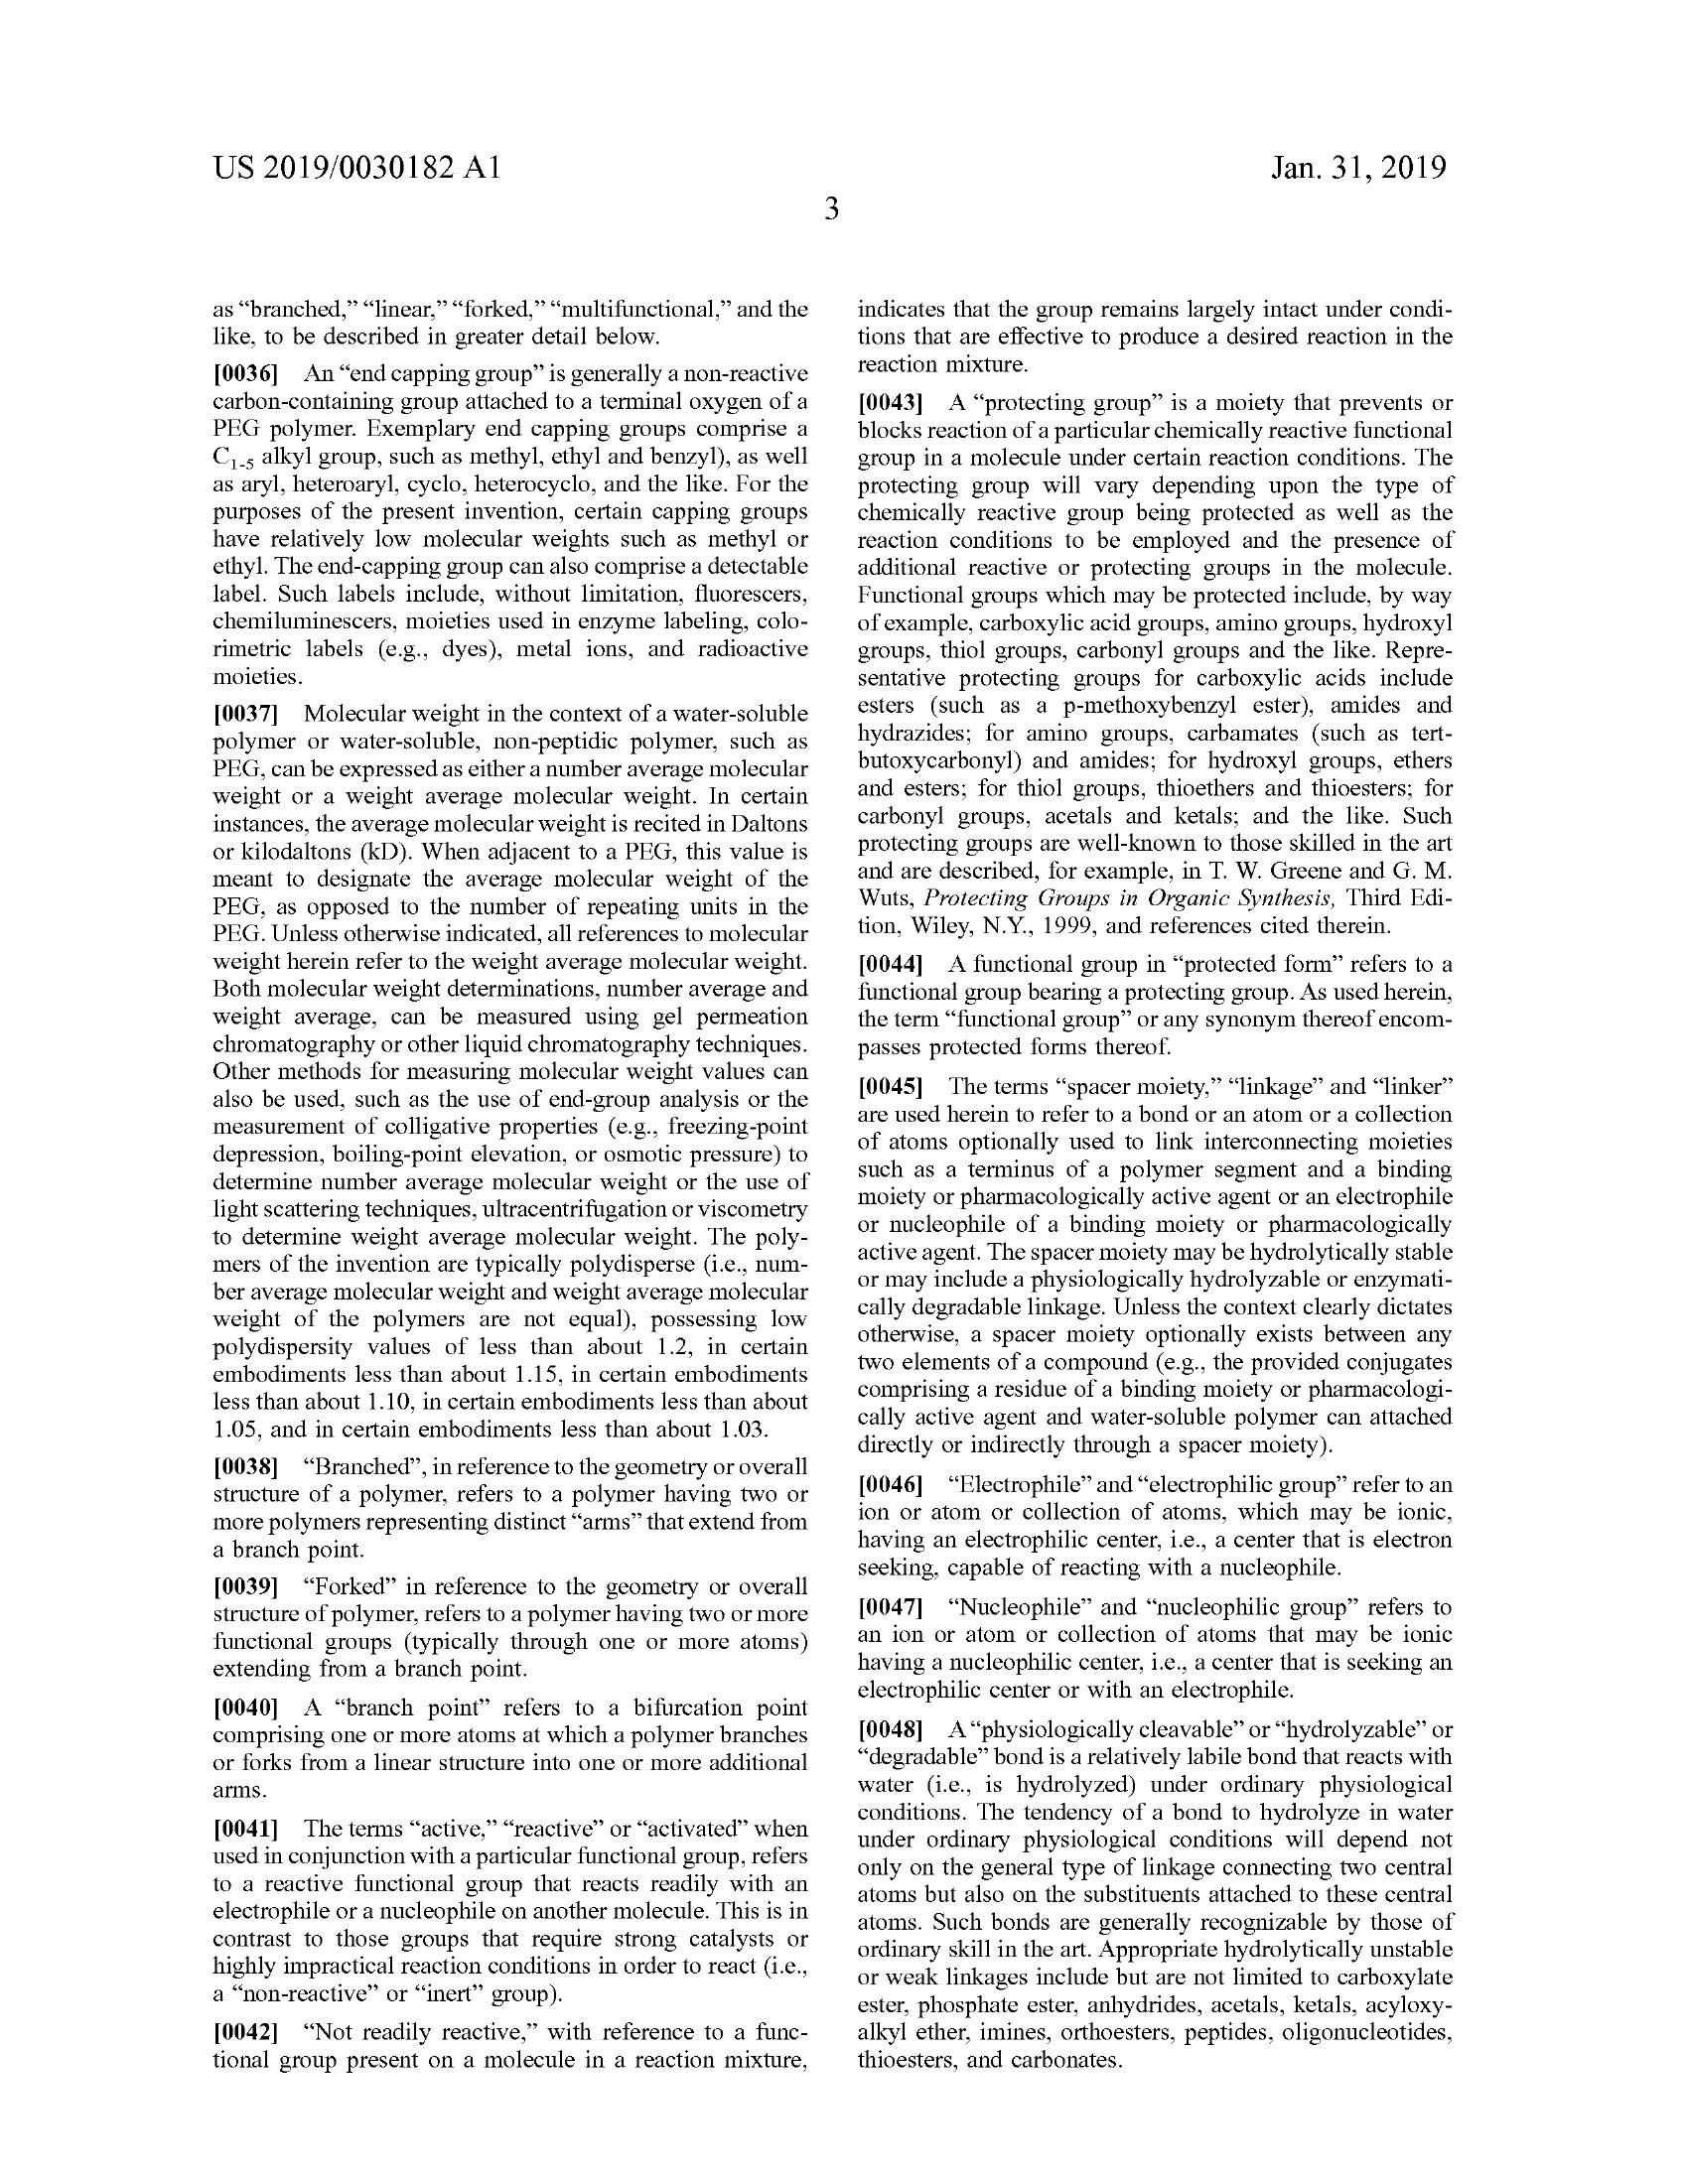 US 2019/0030182 A1
Jan. 31, 2019
3
as “branched,” “linear,” “forked,” “multifunctional,” and the
like, to be described in greater detail below.
[0036] An “end capping group” is generally a non-reactive
carbon-containing group attached to a terminal oxygen of a
PEG polymer. Exemplary end capping groups comprise a
C1-5 alkyl group, such as methyl, ethyl and benzyl), as well
as aryl, heteroaryl, cyclo, heterocyclo, and the like. For the
purposes of the present invention, certain capping groups
have relatively low molecular weights such as methyl or
ethyl. The end-capping group can also comprise a detectable
label. Such labels include, without limitation, fluorescers,
chemiluminescers, moieties used in enzyme labeling, colo-
rimetric labels (e.g., dyes), metal ions, and radioactive
moieties.
[0037] Molecular weight in the context of a water-soluble
polymer or water-soluble, non-peptidic polymer, such as
PEG, can be expressed as either a number average molecular
weight or a weight average molecular weight. In certain
instances, the average molecular weight is recited in Daltons
or kilodaltons (kD). When adjacent to a PEG, this value is
meant to designate the average molecular weight of the
PEG, as opposed to the number of repeating units in the
PEG. Unless otherwise indicated, all references to molecular
weight herein refer to the weight average molecular weight.
Both molecular weight determinations, number average and
weight average, can be measured using gel permeation
chromatography or other liquid chromatography techniques.
Other methods for measuring molecular weight values can
also be used, such as the use of end-group analysis or the
measurement of colligative properties (e.g., freezing-point
depression, boiling-point elevation, or osmotic pressure) to
determine number average molecular weight or the use of
light scattering techniques, ultracentrifugation or viscometry
to determine weight average molecular weight. The poly-
mers of the invention are typically polydisperse (i.e., num-
ber average molecular weight and weight average molecular
weight of the polymers are not equal), possessing low
polydispersity values of less than about 1.2, in certain
embodiments less than about 1.15, in certain embodiments
less than about 1.10, in certain embodiments less than about
1.05, and in certain embodiments less than about 1.03.
[0038] “Branched”, in reference to the geometry or overall
structure of a polymer, refers to a polymer having two or
more polymers representing distinct “arms” that extend from
a branch point.
[0039] “Forked” in reference to the geometry or overall
structure of polymer, refers to a polymer having two or more
functional groups (typically through one or more atoms)
extending from a branch point.
[0040] A “branch point” refers to a bifurcation point
comprising one or more atoms at which a polymer branches
or forks from a linear structure into one or more additional
arms.
[0041] The terms “active,” “reactive” or “activated” when
used in conjunction with a particular functional group, refers
to a reactive functional group that reacts readily with an
electrophile or a nucleophile on another molecule. This is in
contrast to those groups that require strong catalysts or
highly impractical reaction conditions in order to react (i.e.,
a “non-reactive” or “inert” group).
[0042] “Not readily reactive,” with reference to a func-
tional group present on a molecule in a reaction mixture,
indicates that the group remains largely intact under condi-
tions that are effective to produce a desired reaction in the
reaction mixture.
[0043] A “protecting group” is a moiety that prevents or
blocks reaction of a particular chemically reactive functional
group in a molecule under certain reaction conditions. The
protecting group will vary depending upon the type of
chemically reactive group being protected as well as the
reaction conditions to be employed and the presence of
additional reactive or protecting groups in the molecule.
Functional groups which may be protected include, by way
of example, carboxylic acid groups, amino groups, hydroxyl
groups, thiol groups, carbonyl groups and the like. Repre-
sentative protecting groups for carboxylic acids include
esters (such as a p-methoxybenzyl ester), amides and
hydrazides; for amino groups, carbamates (such as tert-
butoxycarbonyl) and amides; for hydroxyl groups, ethers
and esters; for thiol groups, thioethers and thioesters; for
carbonyl groups, acetals and ketals; and the like. Such
protecting groups are well-known to those skilled in the art
and are described, for example, in T. W. Greene and G. M.
Wuts, Protecting Groups in Organic Synthesis, Third Edi-
tion, Wiley, N.Y., 1999, and references cited therein.
[0044] A functional group in “protected form” refers to a
functional group bearing a protecting group. As used herein,
the term “functional group” or any synonym thereof encom-
passes protected forms thereof.
[0045] The terms “spacer moiety,” “linkage” and “linker”
are used herein to refer to a bond or an atom or a collection
of atoms optionally used to link interconnecting moieties
such as a terminus of a polymer segment and a binding
moiety or pharmacologically active agent or an electrophile
or nucleophile of a binding moiety or pharmacologically
active agent. The spacer moiety may be hydrolytically stable
or may include a physiologically hydrolyzable or enzymati-
cally degradable linkage. Unless the context clearly dictates
otherwise, a spacer moiety optionally exists between any
two elements of a compound (e.g., the provided conjugates
comprising a residue of a binding moiety or pharmacologi-
cally active agent and water-soluble polymer can attached
directly or indirectly through a spacer moiety).
[0046] “Electrophile” and “electrophilic group” refer to an
ion or atom or collection of atoms, which may be ionic,
having an electrophilic center, i.e., a center that is electron
seeking, capable of reacting with a nucleophile.
[0047] “Nucleophile” and “nucleophilic group” refers to
an ion or atom or collection of atoms that may be ionic
having a nucleophilic center, i.e., a center that is seeking an
electrophilic center or with an electrophile.
[0048] A “physiologically cleavable” or “hydrolyzable” or
“degradable” bond is a relatively labile bond that reacts with
water (i.e., is hydrolyzed) under ordinary physiological
conditions. The tendency of a bond to hydrolyze in water
under ordinary physiological conditions will depend not
only on the general type of linkage connecting two central
atoms but also on the substituents attached to these central
atoms. Such bonds are generally recognizable by those of
ordinary skill in the art. Appropriate hydrolytically unstable
or weak linkages include but are not limited to carboxylate
ester, phosphate ester, anhydrides, acetals, ketals, acyloxy-
alkyl ether, imines, orthoesters, peptides, oligonucleotides,
thioesters, and carbonates.